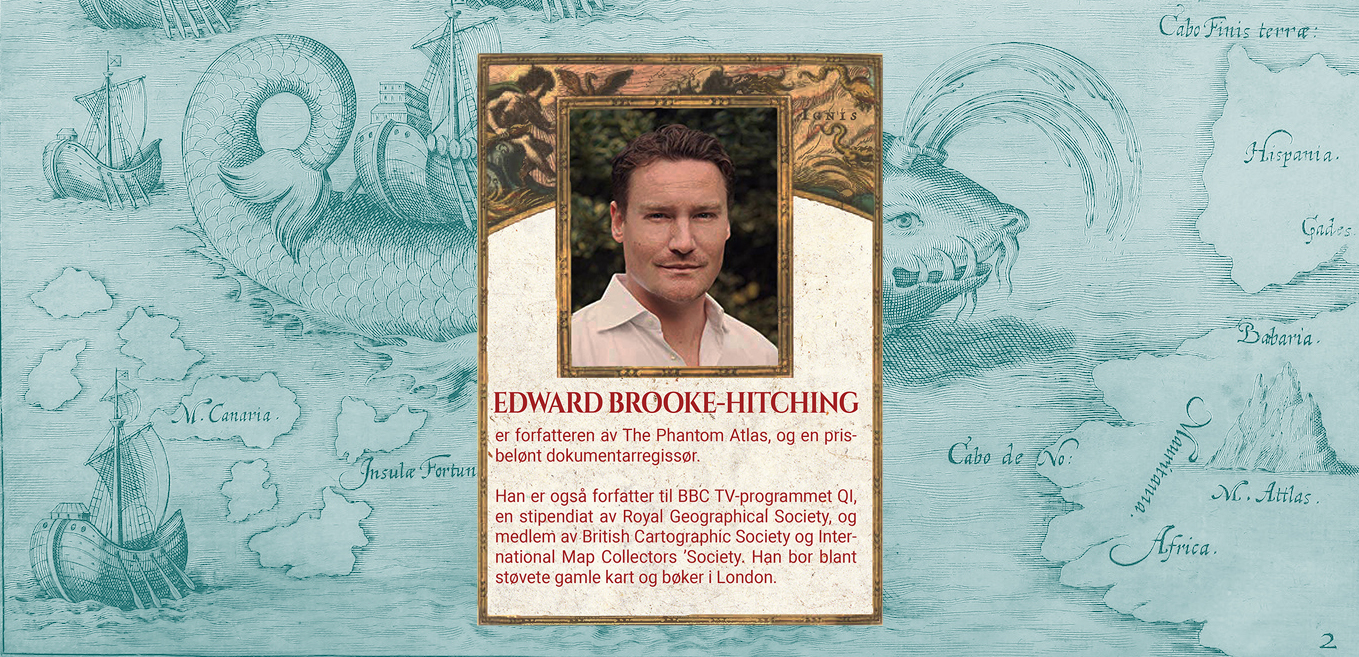 Cabo Finis terræ:
IGNIS
Hispania.
Gades.
Babaria.
EDWARD BROOKE-HITCHING
er forfatteren av The Phantom Atlas, og en pris-
belønt dokumentarregissør.
Han er også forfatter til BBC TV-programmet QI,
en stipendiat av Royal Geographical Society, og
medlem av British Cartographic Society og Inter-
national Map Collectors ’Society. Han bor blant
støvete gamle kart og bøker i London.
M. Canaria.
Insulæ Fortun
Cabo de No:
Mauritania.
M. Attlas.
Africa.
2